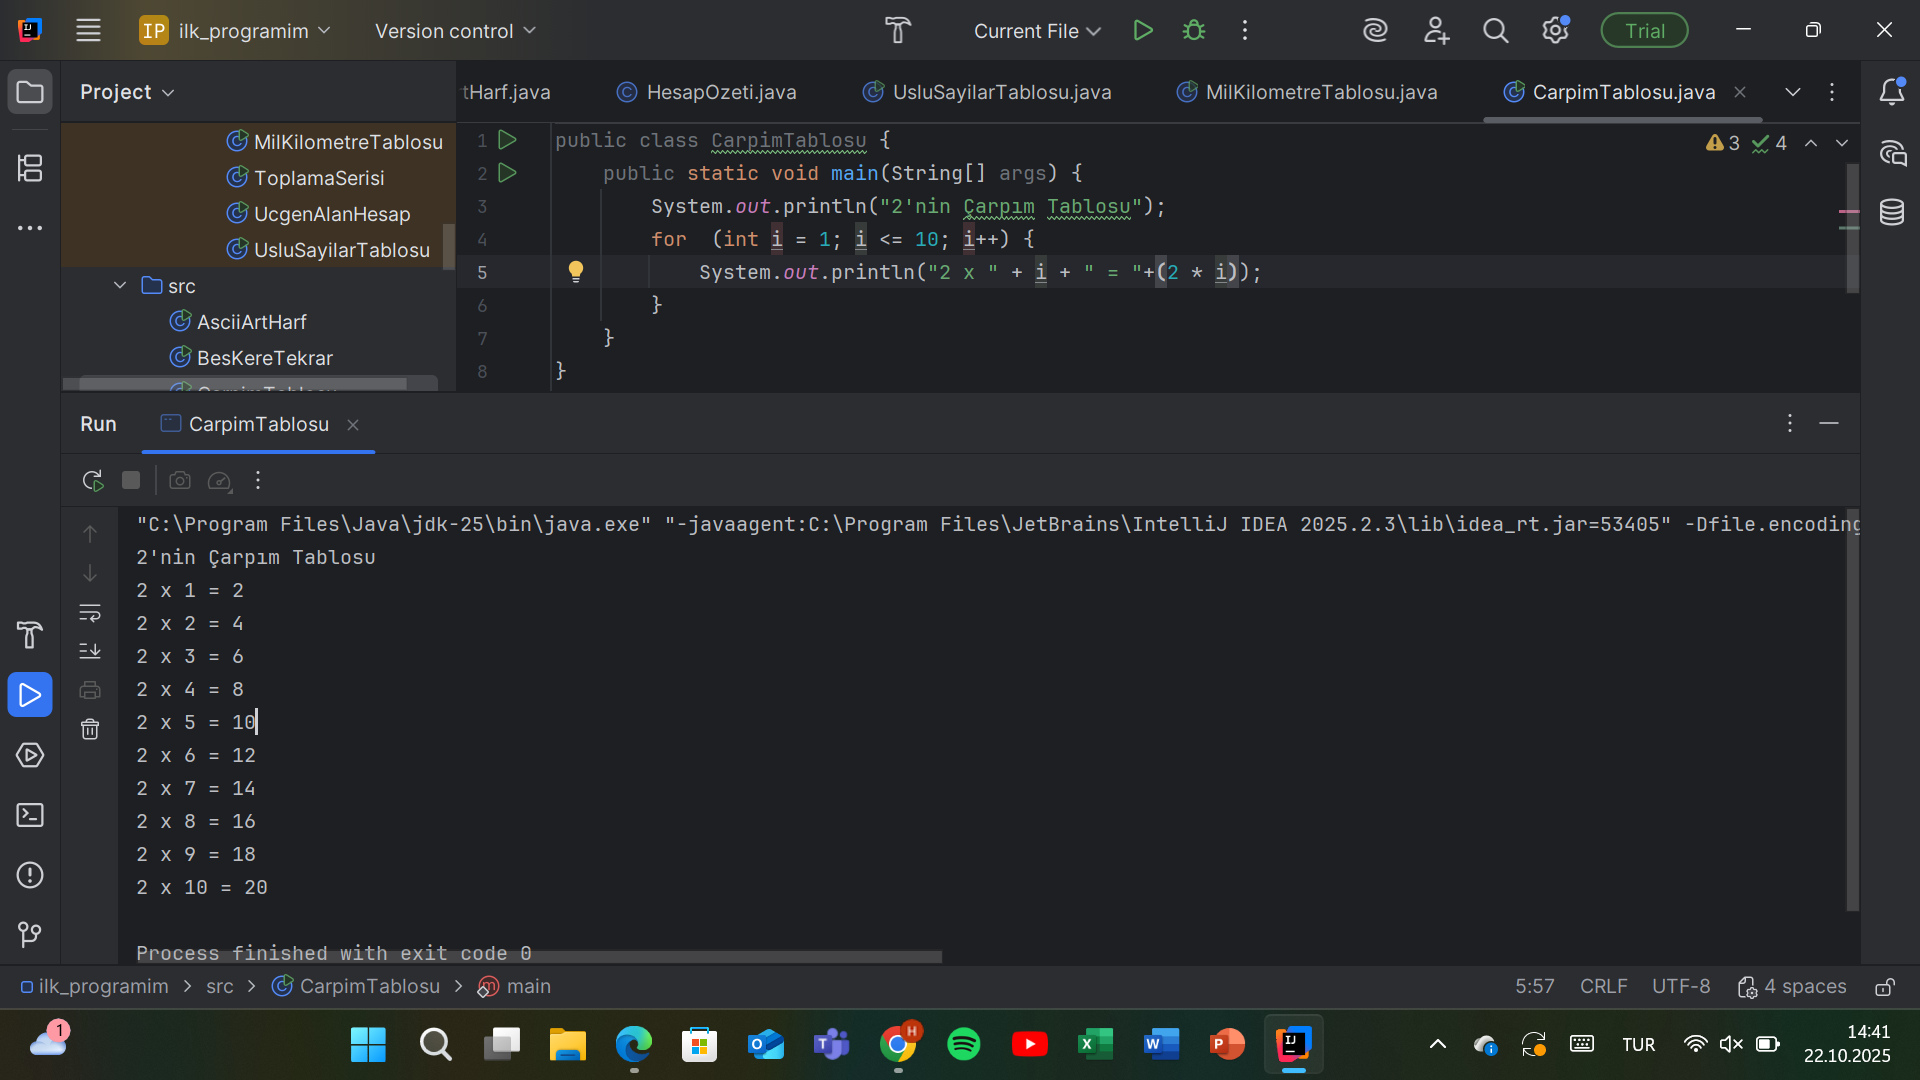 IP ilk_programim Version control Current File Trial
Project
tHarf.java HesapOzeti.java UsluSayilarTablosu.java MilKilometreTablosu.java CarpimTablosu.java
MilKilometreTablosu
ToplamaSerisi
UcgenAlanHesap
UsluSayilarTablosu
src
AsciiArtHarf
BesKereTekrar
CarpimTablosu
3 4
1 public class CarpimTablosu {
2 public static void main(String[] args) {
3 System.out.println("2'nin Çarpım Tablosu");
4 for (int i = 1; i <= 10; i++) {
5 System.out.println("2 x " + i + " = "+(2 * i));
6 }
7 }
8 }
Run CarpimTablosu
"C:\Program Files\Java\jdk-25\bin\java.exe" "-javaagent:C:\Program Files\JetBrains\IntelliJ IDEA 2025.2.3\lib\idea_rt.jar=53405" -Dfile.encoding
2'nin Çarpım Tablosu
2 x 1 = 2
2 x 2 = 4
2 x 3 = 6
2 x 4 = 8
2 x 5 = 10
2 x 6 = 12
2 x 7 = 14
2 x 8 = 16
2 x 9 = 18
2 x 10 = 20
Process finished with exit code 0
ilk_programim > src > CarpimTablosu > main 5:57 CRLF UTF-8 4 spaces
1 H TUR 14:41
22.10.2025